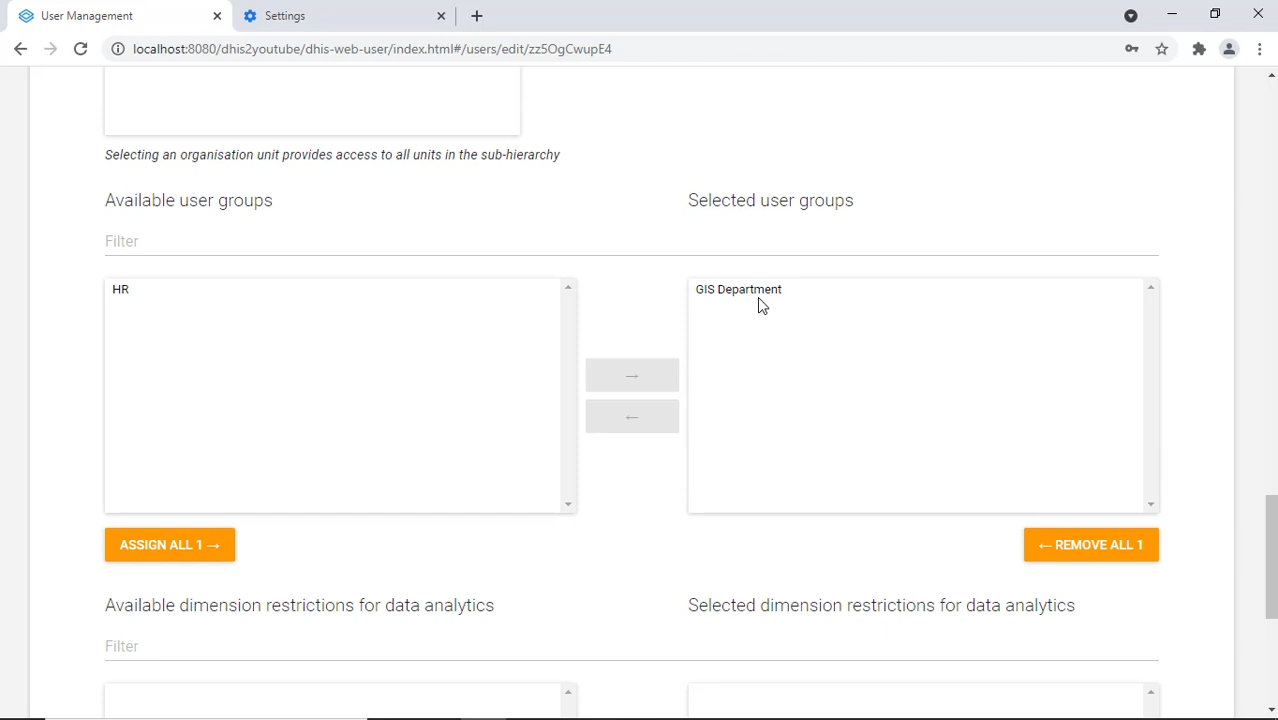 User Management
Settings
localhost:8080/dhis2youtube/dhis-web-user/index.html#/users/edit/zz5OgCwupE4
Selecting an organisation unit provides access to all units in the sub-hierarchy
Available user groups
Selected user groups
Filter
HR
GIS Department
→
←
ASSIGN ALL 1 →
← REMOVE ALL 1
Available dimension restrictions for data analytics
Selected dimension restrictions for data analytics
Filter